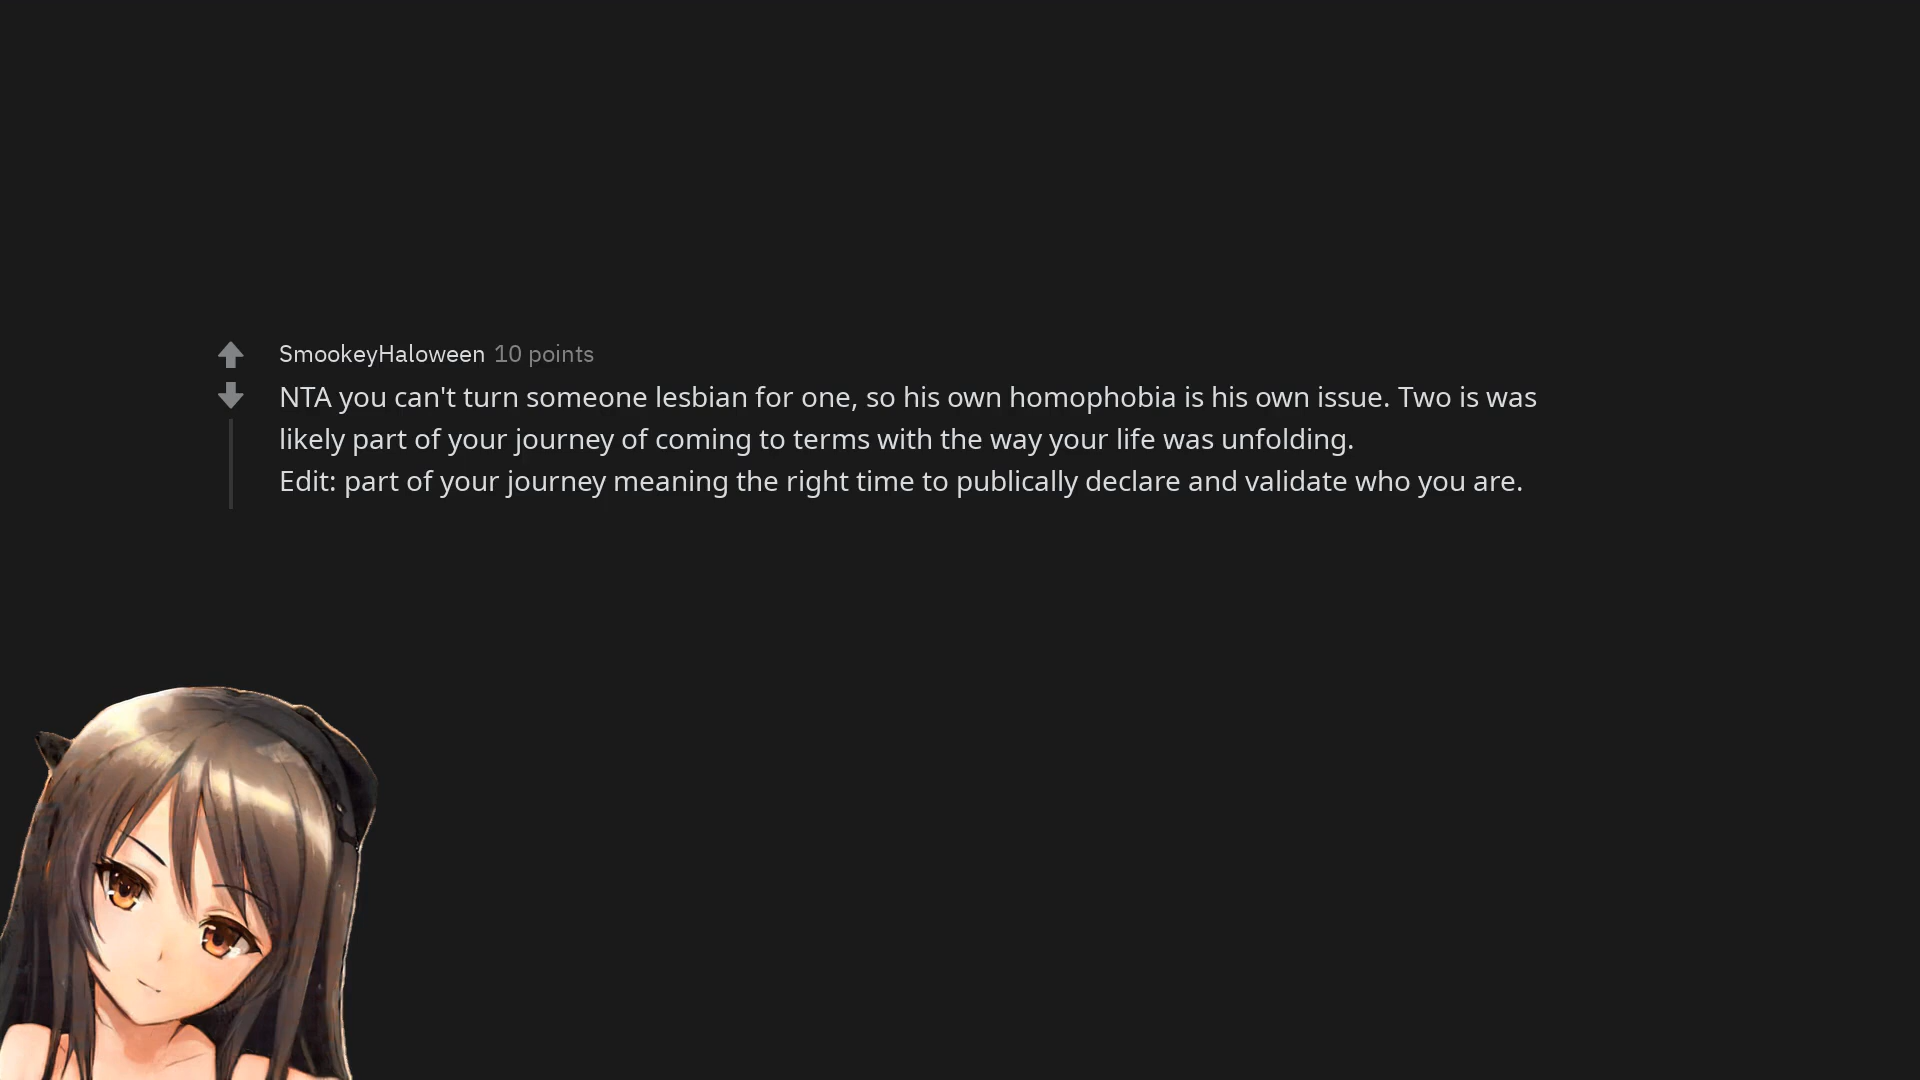 SmookeyHaloween 10 points
NTA you can't turn someone lesbian for one, so his own homophobia is his own issue. Two is was
likely part of your journey of coming to terms with the way your life was unfolding.
Edit: part of your journey meaning the right time to publically declare and validate who you are.